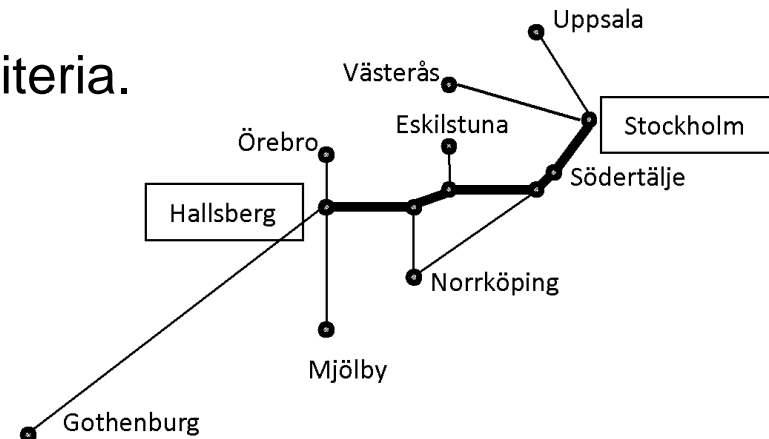 iteria.
Uppsala
Västerås
Eskilstuna
Stockholm
Örebro
Södertälje
Hallsberg
Norrköping
Mjölby
Gothenburg